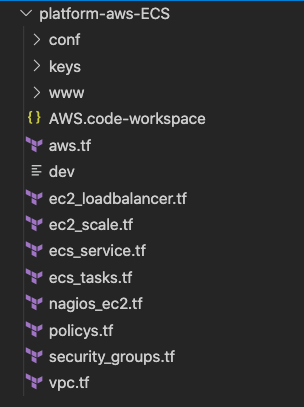 platform-aws-ECS
conf
keys
www
{} AWS.code-workspace
aws.tf
dev
ec2_loadbalancer.tf
ec2_scale.tf
ecs_service.tf
ecs_tasks.tf
nagios_ec2.tf
policys.tf
security_groups.tf
vpc.tf